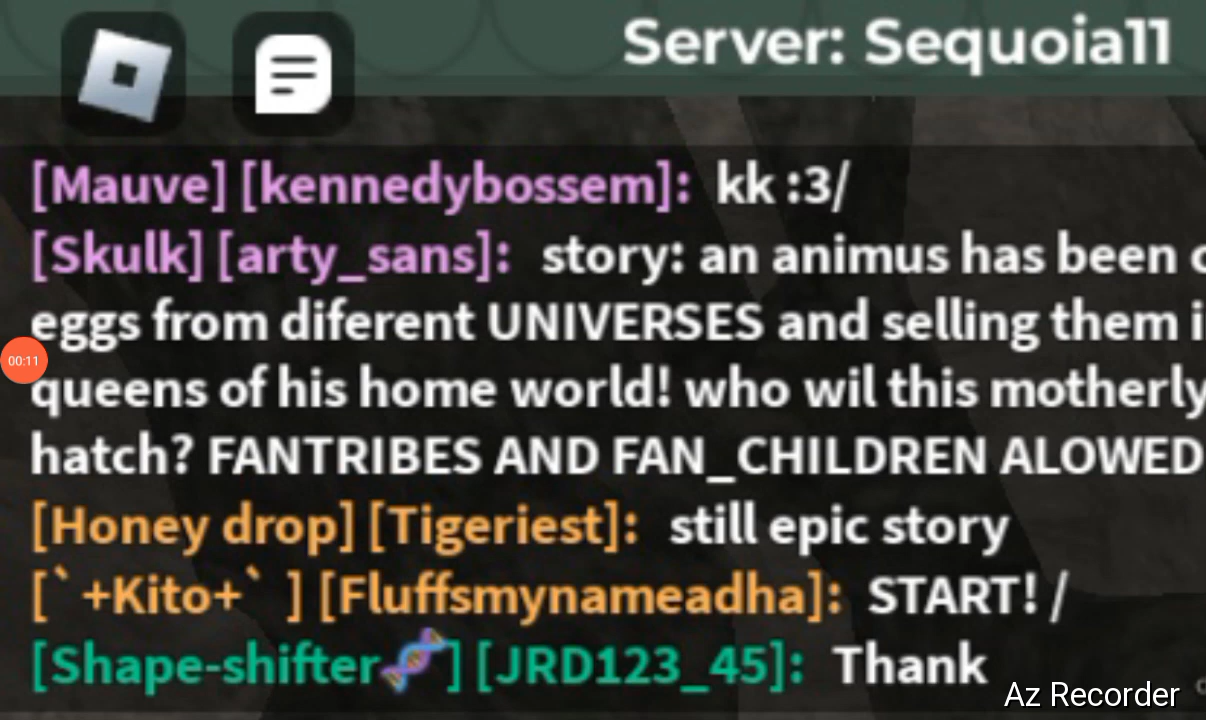 Server: Sequoia11
[Mauve] [kennedybossem]: kk :3/
[Skulk] [arty_sans]: story: an animus has been
eggs from diferent UNIVERSES and selling them
queens of his home world! who wil this motherly
hatch? FANTRIBES AND FAN_CHILDREN ALOWED
00:11
[Honey drop] [Tigeriest]: still epic story
[`+Kito+` ] [Fluffsmynameadha]: START! /
[Shape-shifter🧬] [JRD123_45]: Thank
Az Recorder